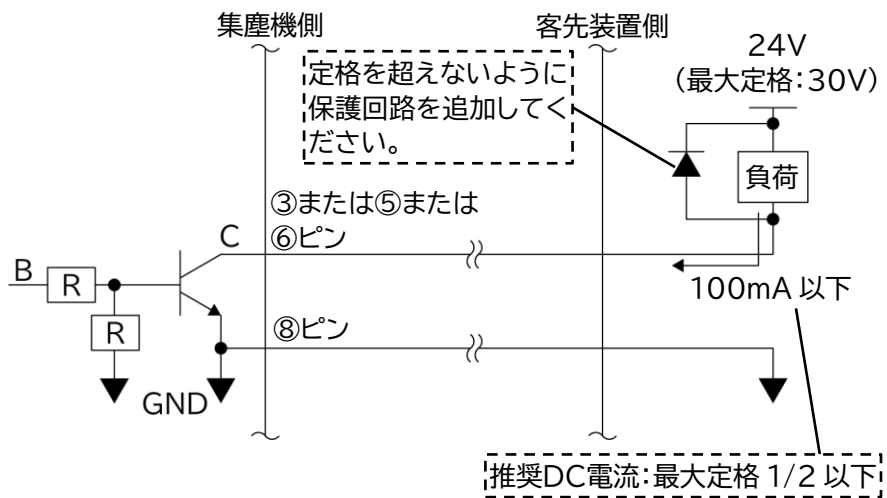 集塵機側
客先装置側
24V
（最大定格：30V）
定格を超えないように
保護回路を追加してく
ださい。
負荷
③または⑤または
⑥ピン
C
B
R
R
100mA 以下
⑧ピン
GND
推奨DC電流：最大定格 1/2 以下